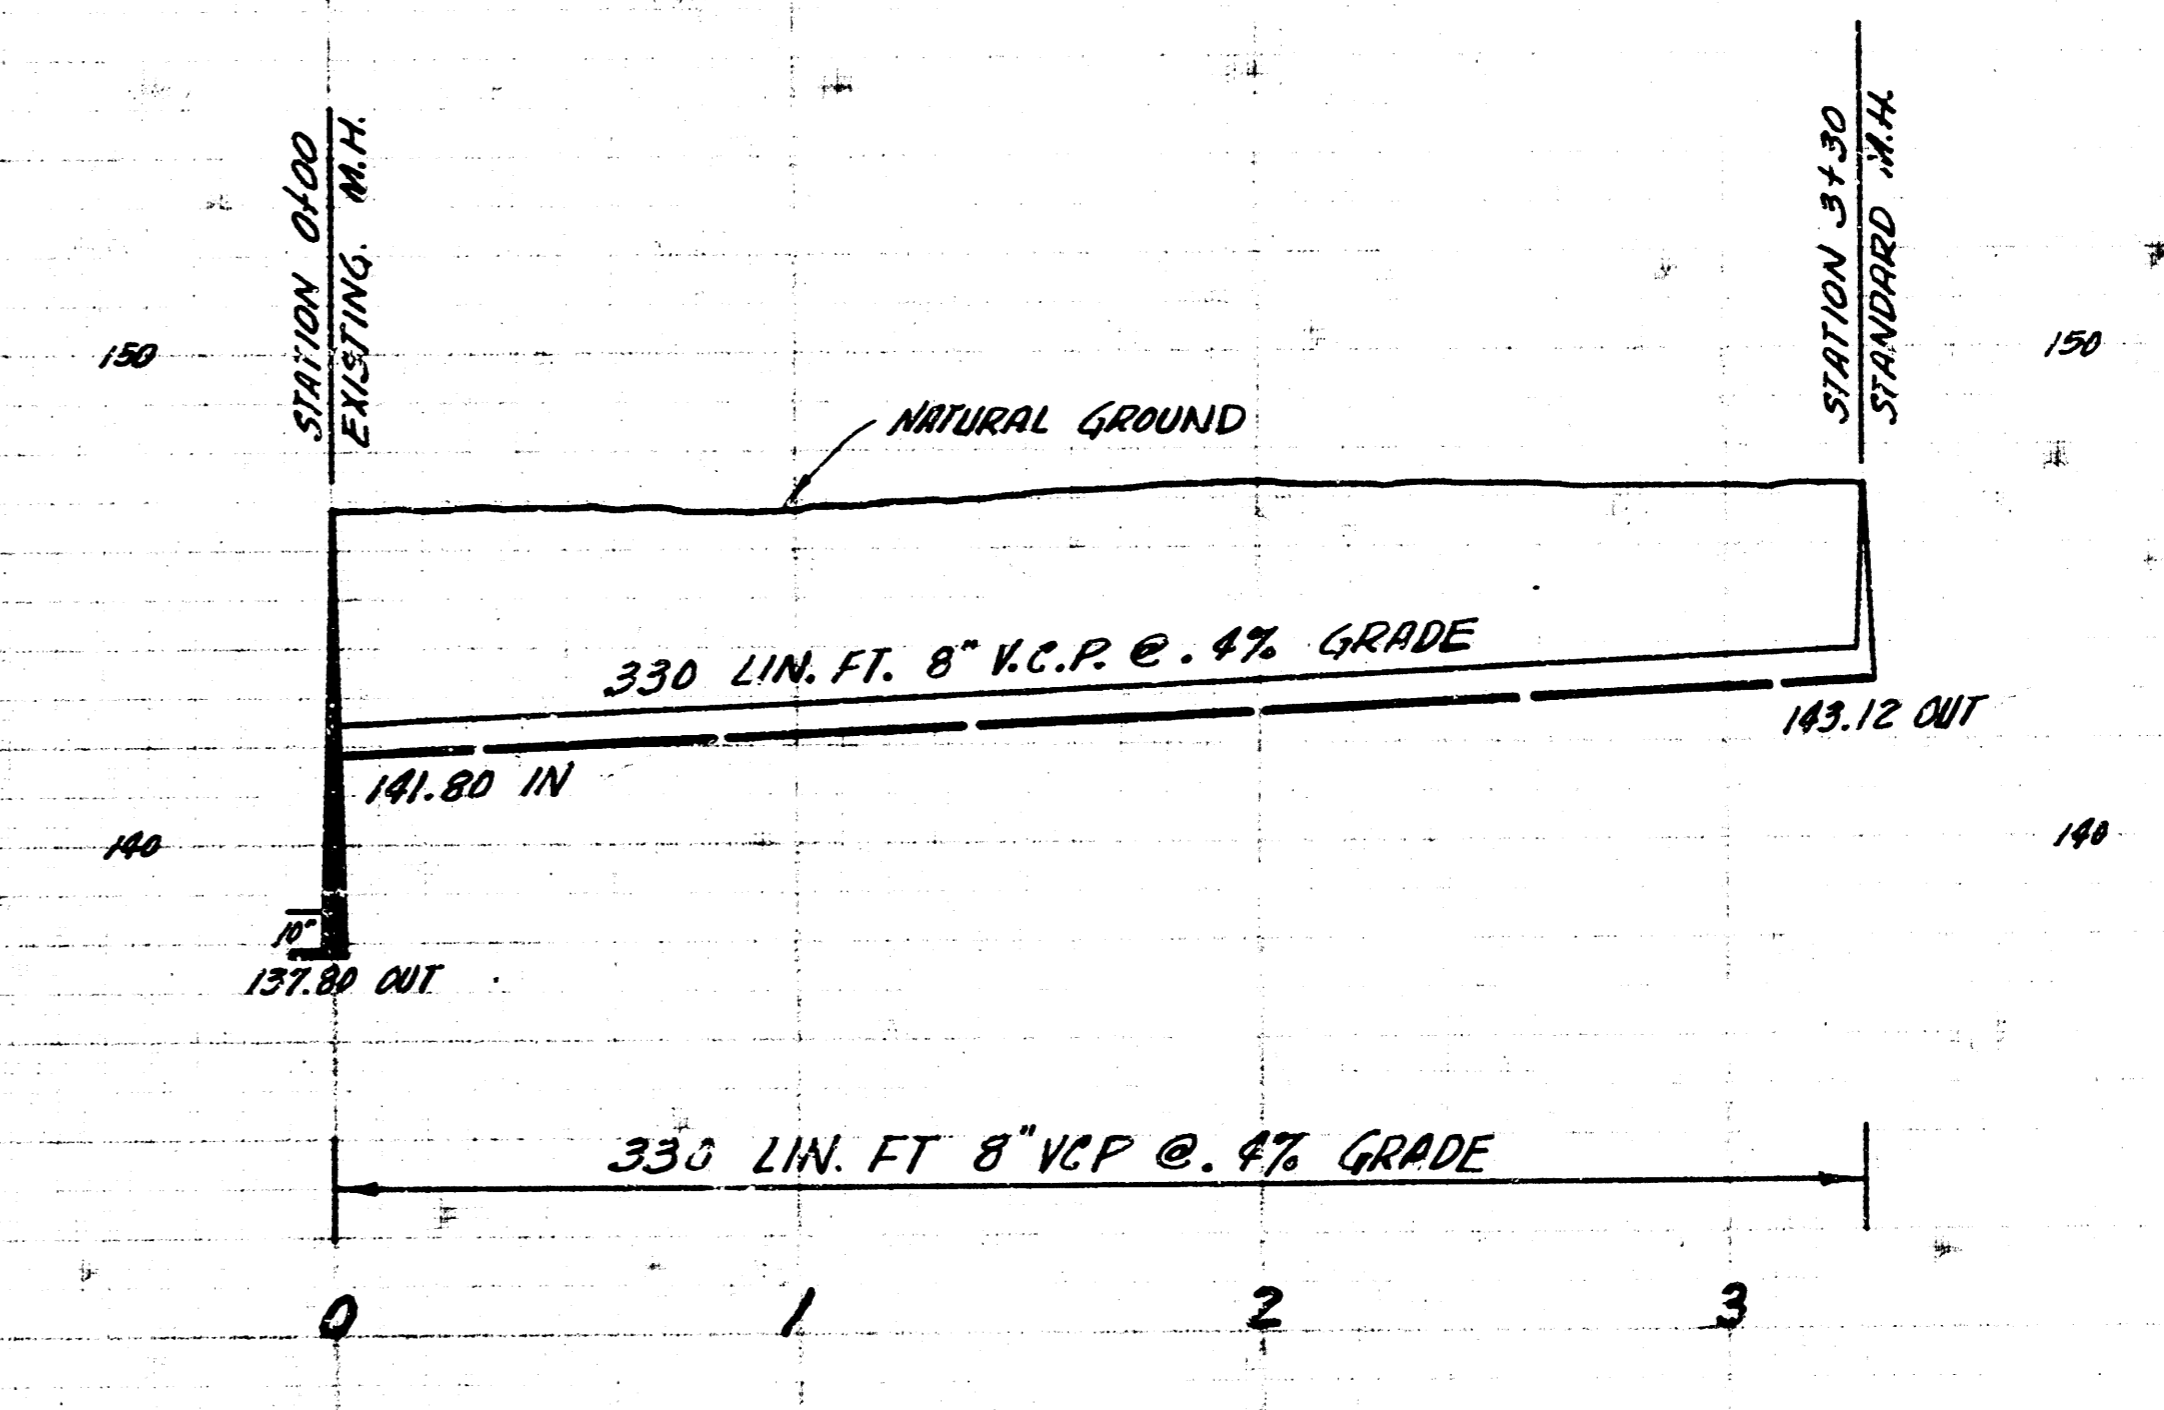 STATION 0+00
EXISTING. M.H.
STATION 3+30
STANDARD M.H.
150
150
NATURAL GROUND
330 LIN. FT. 8" V.C.P. @ .4% GRADE
143.12 OUT
141.80 IN
140
140
10"
137.80 OUT
330 LIN. FT 8" VCP @ .4% GRADE
0 1 2 3